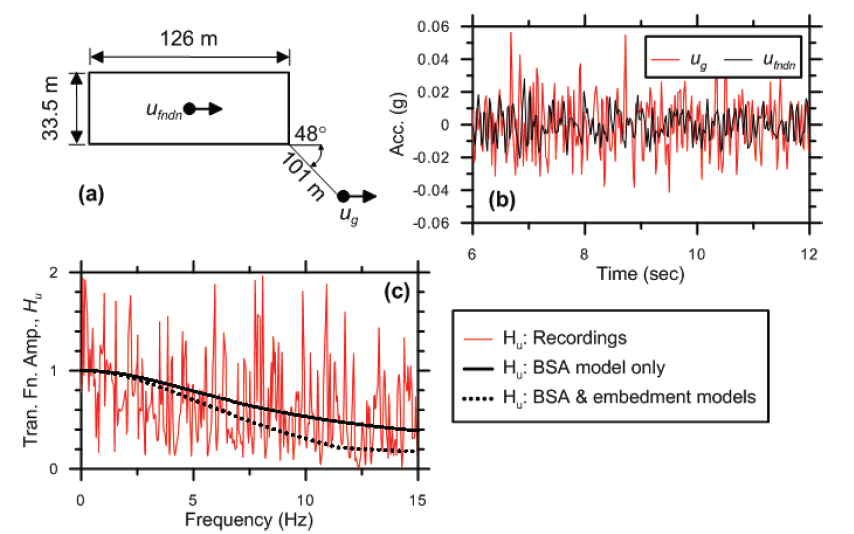 126 m
33.5 m
u_fndn
48°
101 m
(a)
u_g
0.06
0.04
0.02
0
-0.02
-0.04
-0.06
Acc. (g)
u_g u_fndn
(b)
6 8 10 12
Time (sec)
2
1
0
Tran. Fn. Amp., H_u
(c)
0 5 10 15
Frequency (Hz)
H_u: Recordings
H_u: BSA model only
H_u: BSA & embedment models